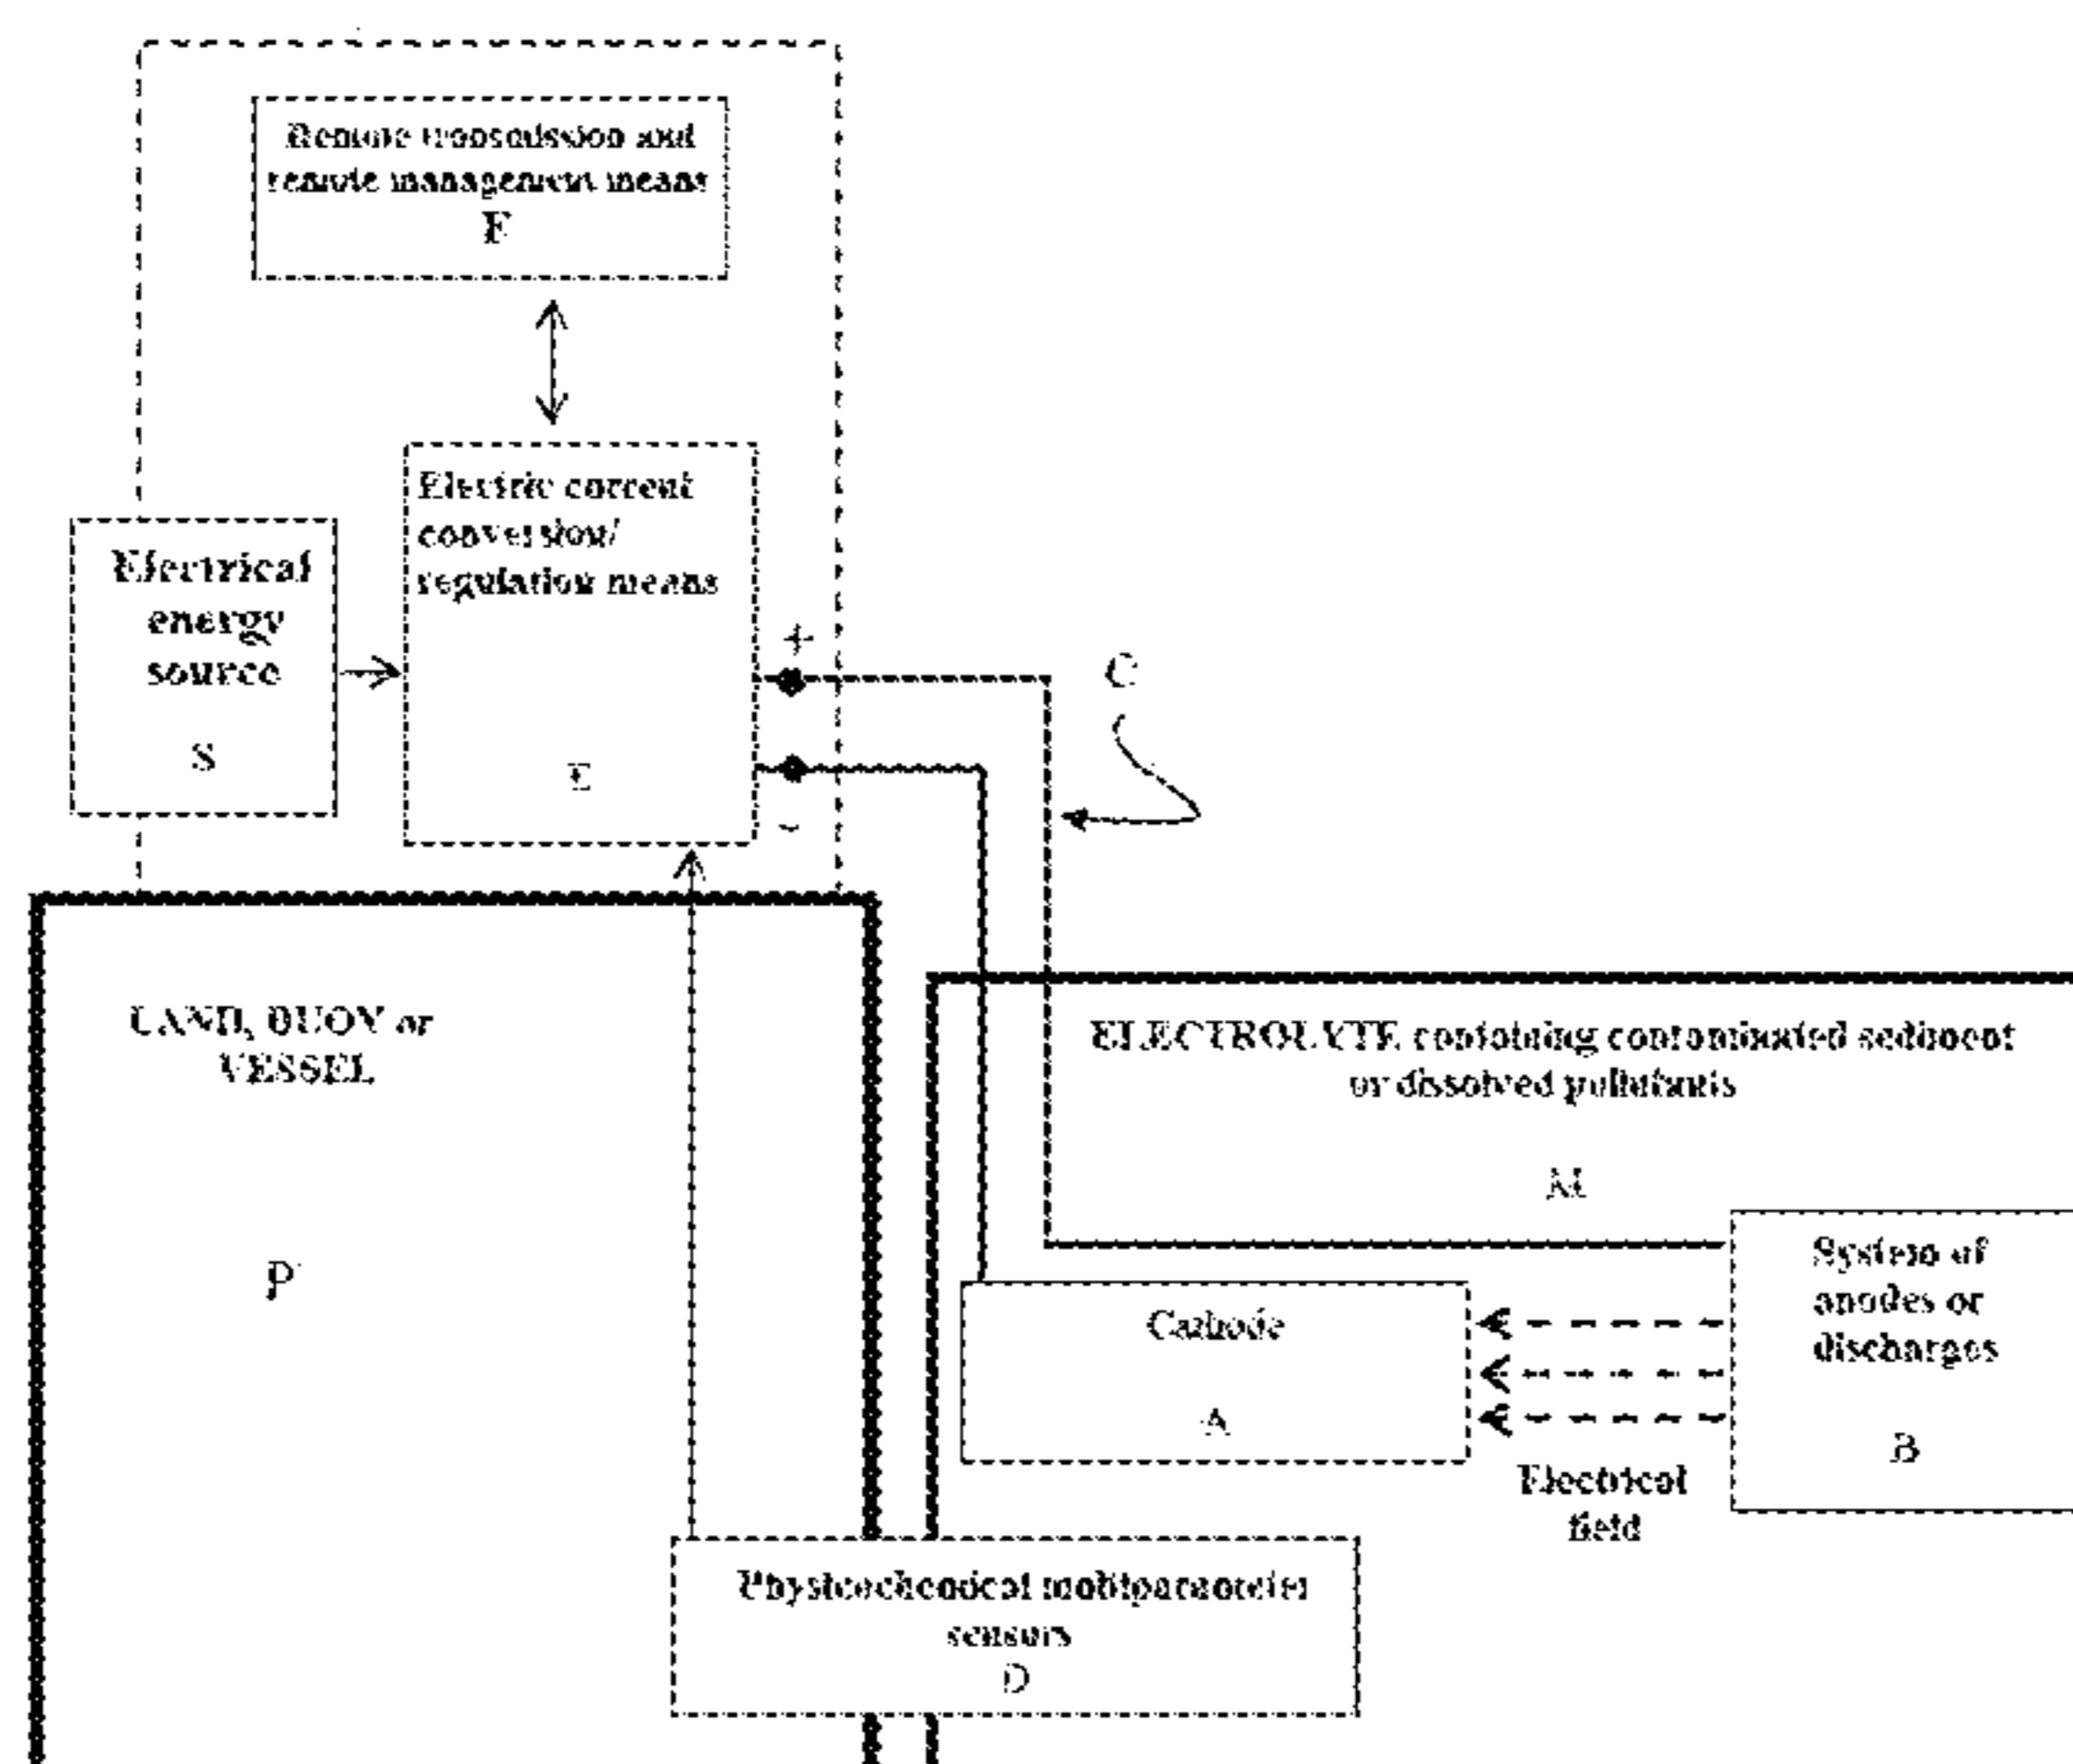 Remote transmission and
remote management means
F
Electric current
conversion/
regulation means
E
Electrical
energy
source
S
+
-
C
LAND, BUOY or
VESSEL
P
ELECTROLYTE containing contaminated sediment
or dissolved pollutants
M
System of
anodes or
discharges
B
Cathode
A
Electrical
field
Physicochemical multiparameter
sensors
D